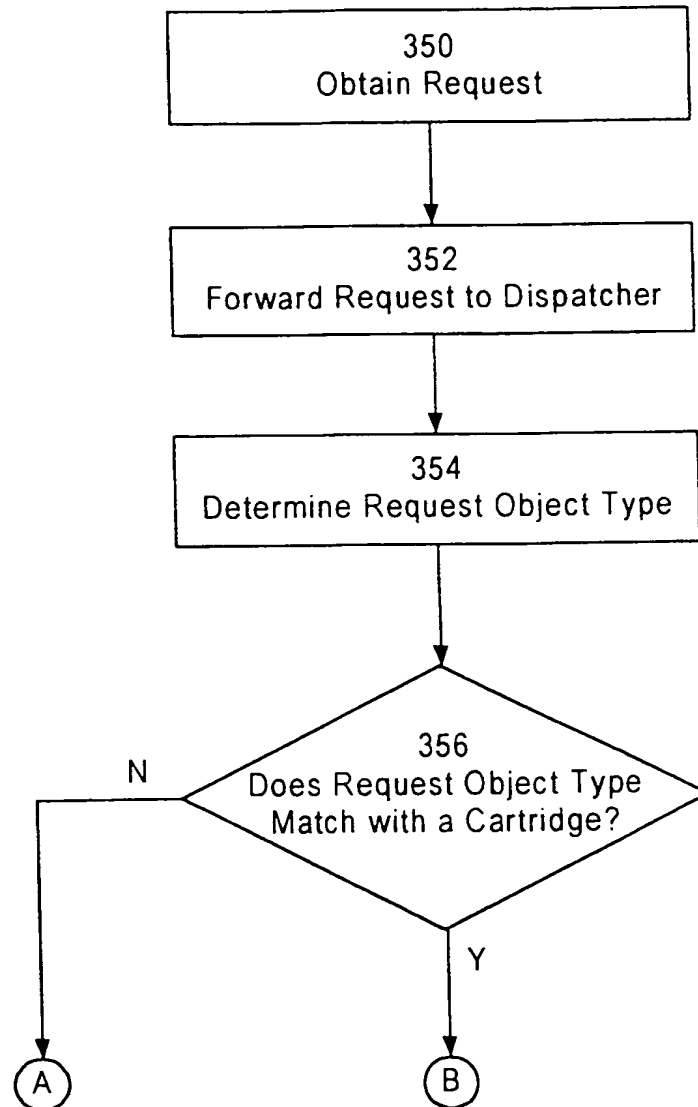 350
Obtain Request
352
Forward Request to Dispatcher
354
Determine Request Object Type
356
Does Request Object Type
Match with a Cartridge?
N
Y
A
B